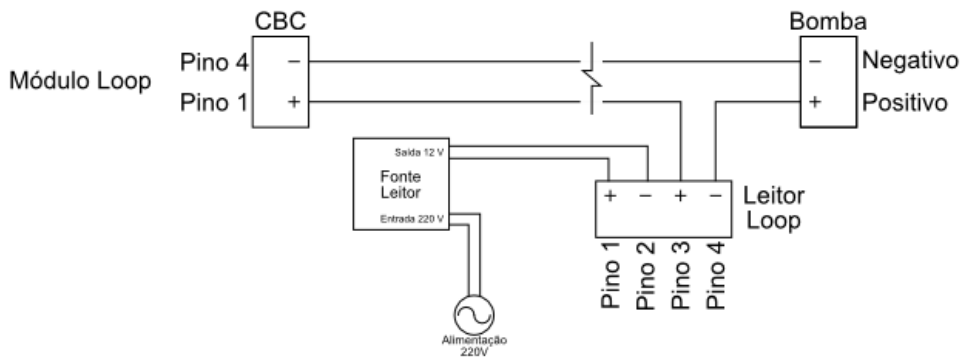 CBC
Bomba
Módulo Loop
Pino 4
−
−
Negativo
Pino 1
+
+
Positivo
Saída 12 V
Fonte
Leitor
Entrada 220 V
+ − + −
Leitor
Loop
Pino 1
Pino 2
Pino 3
Pino 4
Alimentação
220V